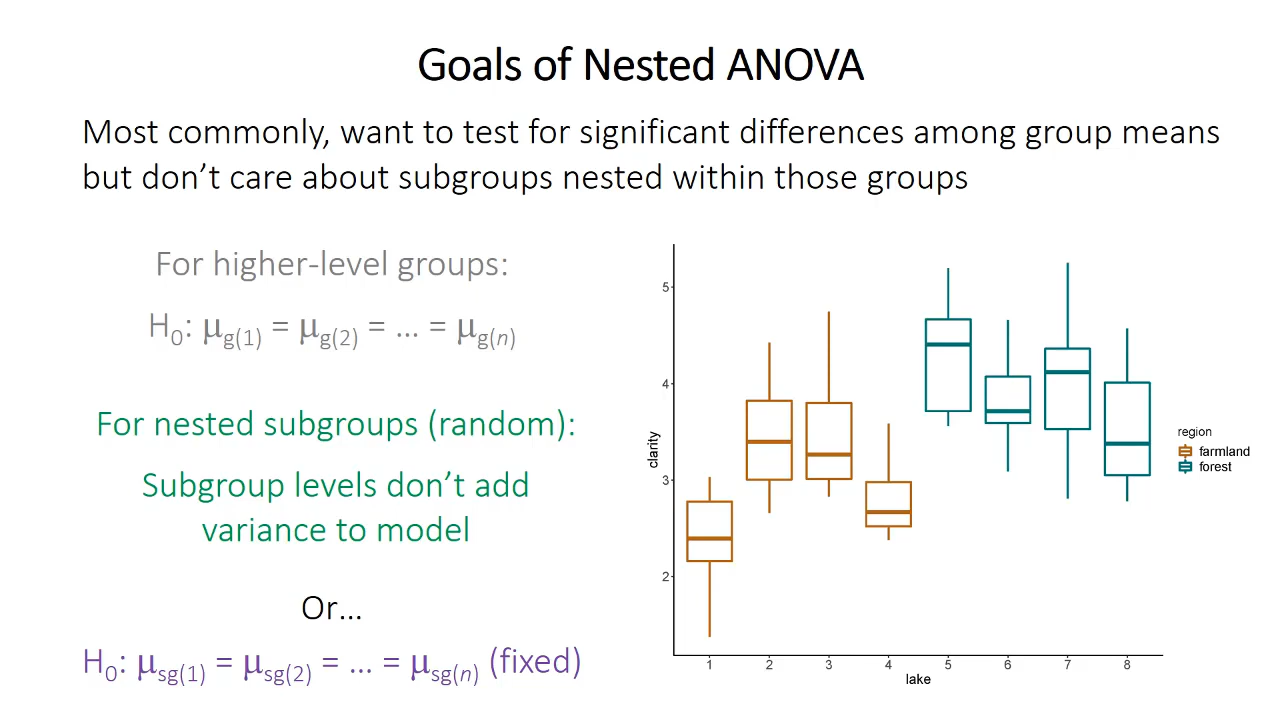 Goals of Nested ANOVA
Most commonly, want to test for significant differences among group means
but don’t care about subgroups nested within those groups
For higher-level groups:
H0: μg(1) = μg(2) = … = μg(n)
For nested subgroups (random):
Subgroup levels don’t add
variance to model
Or…
H0: μsg(1) = μsg(2) = … = μsg(n) (fixed)
5
4
3
2
clarity
1 2 3 4 5 6 7 8
lake
region
farmland
forest